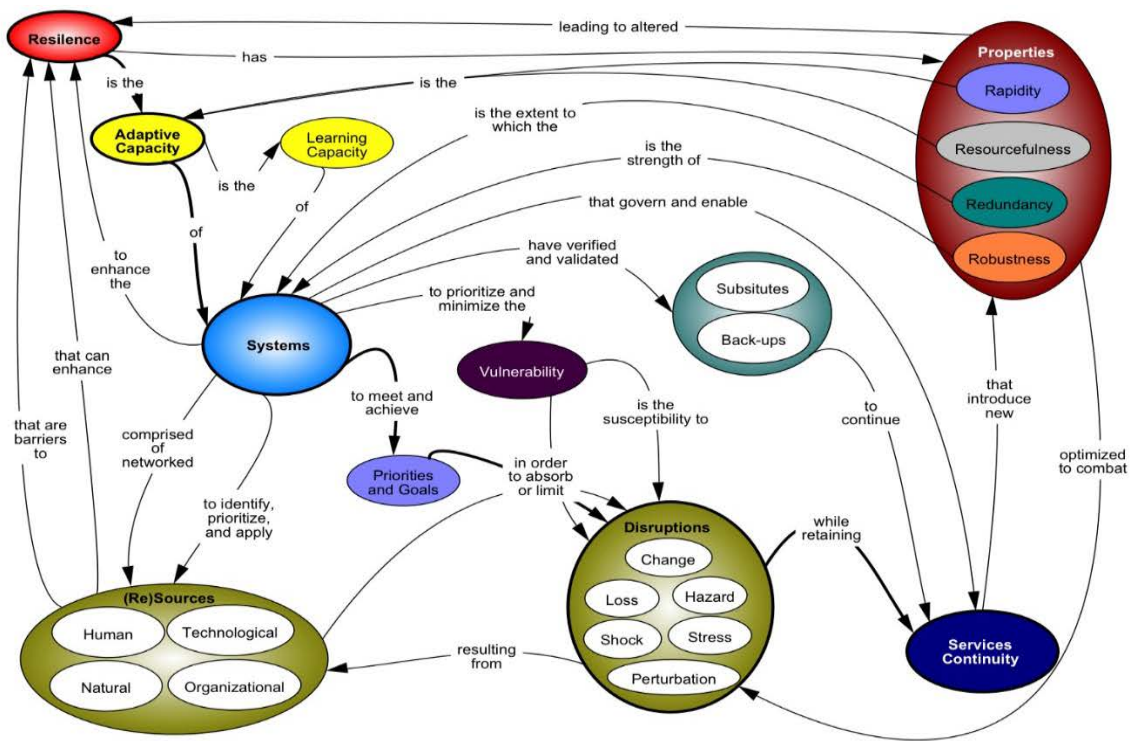 leading to altered
Resilence
has
Properties
is the
is the
Rapidity
is the extent to
which the
Adaptive
Capacity
Learning
Capacity
Resourcefulness
is the
is the
strength of
Redundancy
of
of
that govern and enable
to
enhance
the
have verified
and validated
Robustness
Subsitutes
to prioritize and
minimize the
Back-ups
Systems
that can
enhance
Vulnerability
that
introduce
new
to meet and
achieve
is the
susceptibility to
to
continue
that are
barriers
to
comprised
of
networked
optimized
to combat
in order
to absorb
or limit
Priorities
and Goals
to identify,
prioritize,
and apply
Disruptions
while
retaining
Change
(Re)Sources
Loss
Hazard
Human
Technological
Shock
Stress
Services
Continuity
resulting
from
Natural
Organizational
Perturbation